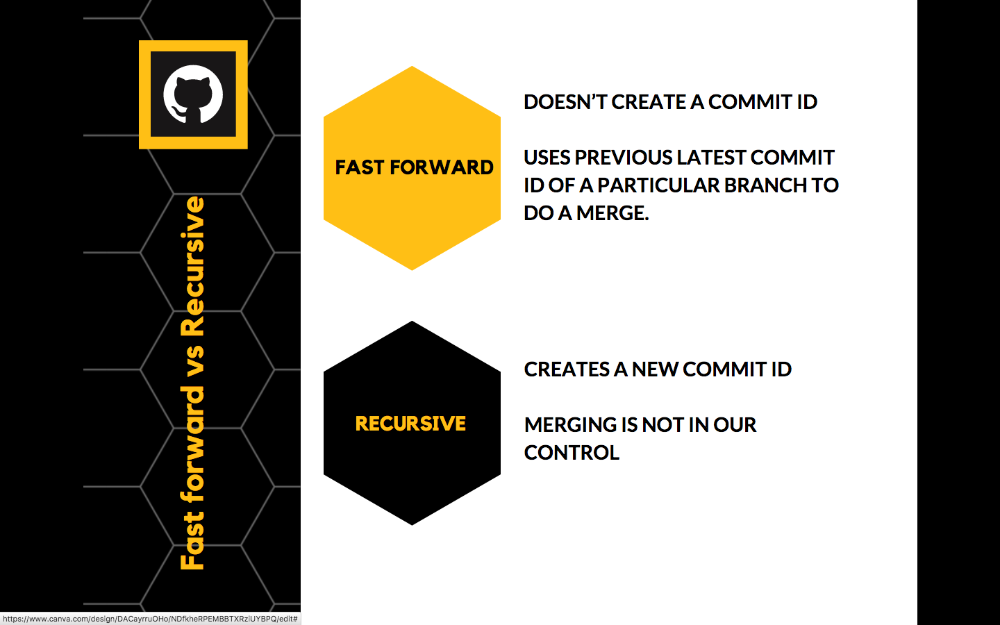 Fast forward vs Recursive
FAST FORWARD
DOESN’T CREATE A COMMIT ID
USES PREVIOUS LATEST COMMIT
ID OF A PARTICULAR BRANCH TO
DO A MERGE.
RECURSIVE
CREATES A NEW COMMIT ID
MERGING IS NOT IN OUR
CONTROL
https://www.canva.com/design/DACayrruOHo/NDfkheRPEMBBTXRziUYBPQ/edit#